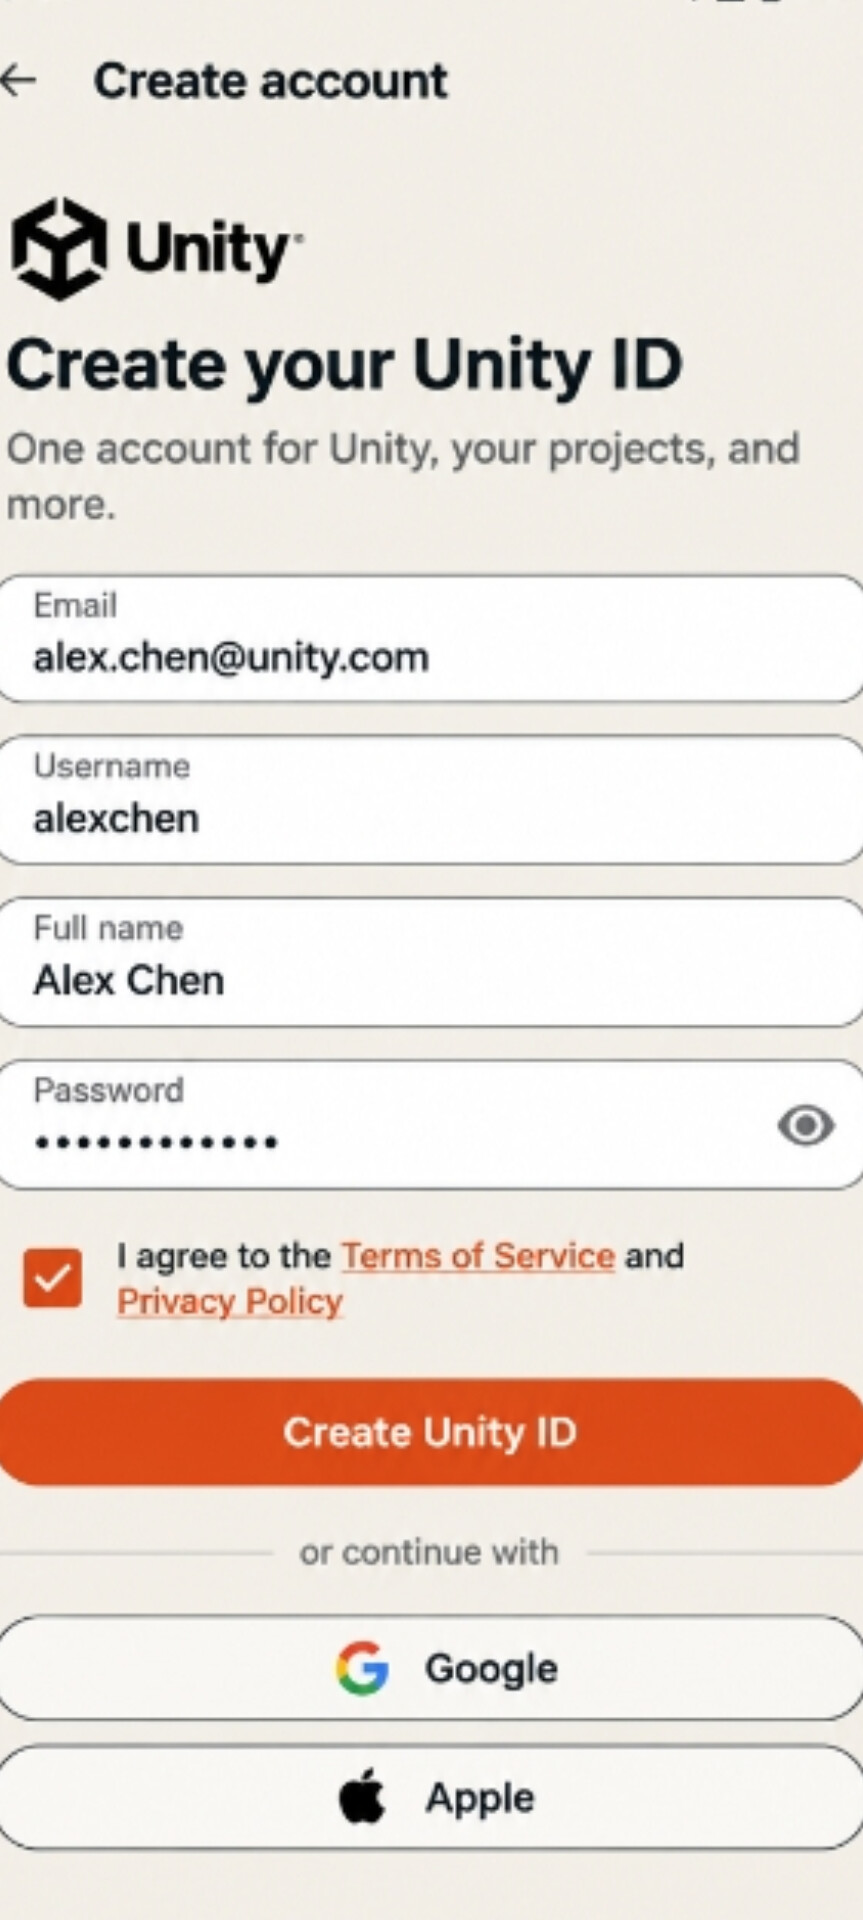 Create account
Unity
Create your Unity ID
One account for Unity, your projects, and
more.
Email
alex.chen@unity.com
Username
alexchen
Full name
Alex Chen
Password
••••••••••••
I agree to the Terms of Service and
Privacy Policy
Create Unity ID
or continue with
Google
Apple